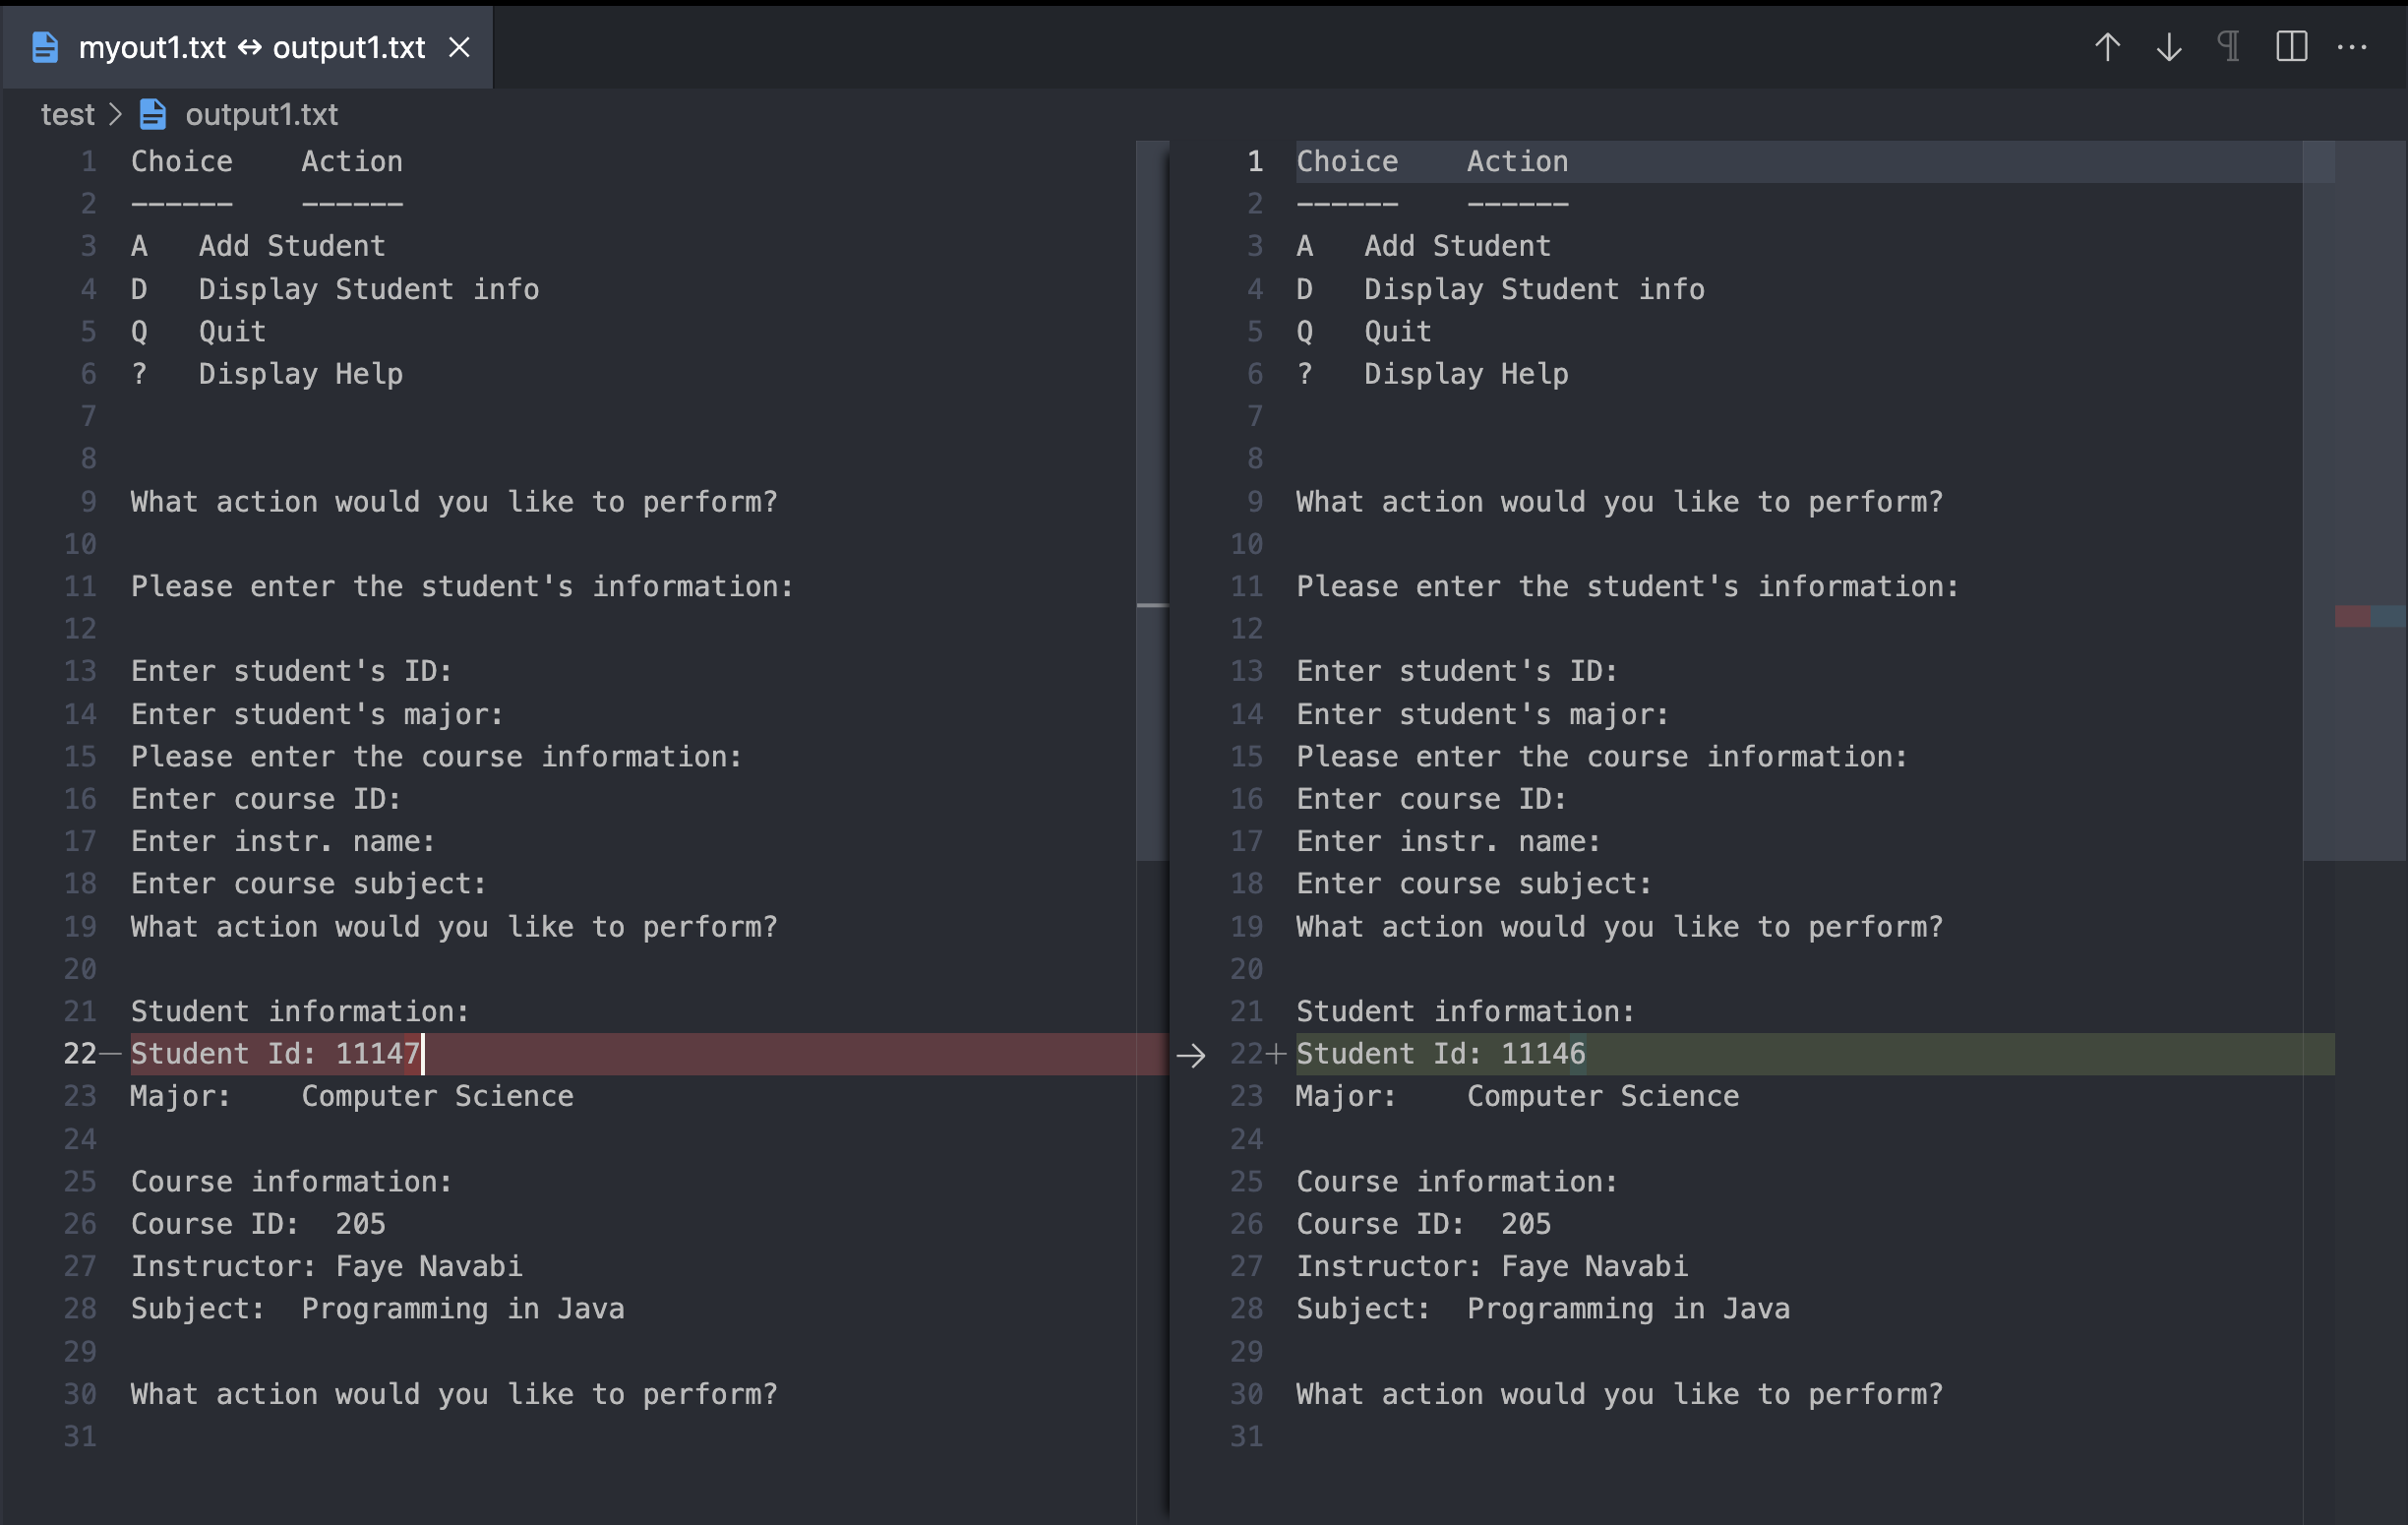 myout1.txt ↔ output1.txt
test > output1.txt
1 Choice    Action
2 ------    ------
3 A   Add Student
4 D   Display Student info
5 Q   Quit
6 ?   Display Help
7
8
9 What action would you like to perform?
10
11 Please enter the student's information:
12
13 Enter student's ID:
14 Enter student's major:
15 Please enter the course information:
16 Enter course ID:
17 Enter instr. name:
18 Enter course subject:
19 What action would you like to perform?
20
21 Student information:
22— Student Id: 11147
23 Major:    Computer Science
24
25 Course information:
26 Course ID:  205
27 Instructor: Faye Navabi
28 Subject:  Programming in Java
29
30 What action would you like to perform?
31
1 Choice    Action
2 ------    ------
3 A   Add Student
4 D   Display Student info
5 Q   Quit
6 ?   Display Help
7
8
9 What action would you like to perform?
10
11 Please enter the student's information:
12
13 Enter student's ID:
14 Enter student's major:
15 Please enter the course information:
16 Enter course ID:
17 Enter instr. name:
18 Enter course subject:
19 What action would you like to perform?
20
21 Student information:
22+ Student Id: 11146
23 Major:    Computer Science
24
25 Course information:
26 Course ID:  205
27 Instructor: Faye Navabi
28 Subject:  Programming in Java
29
30 What action would you like to perform?
31